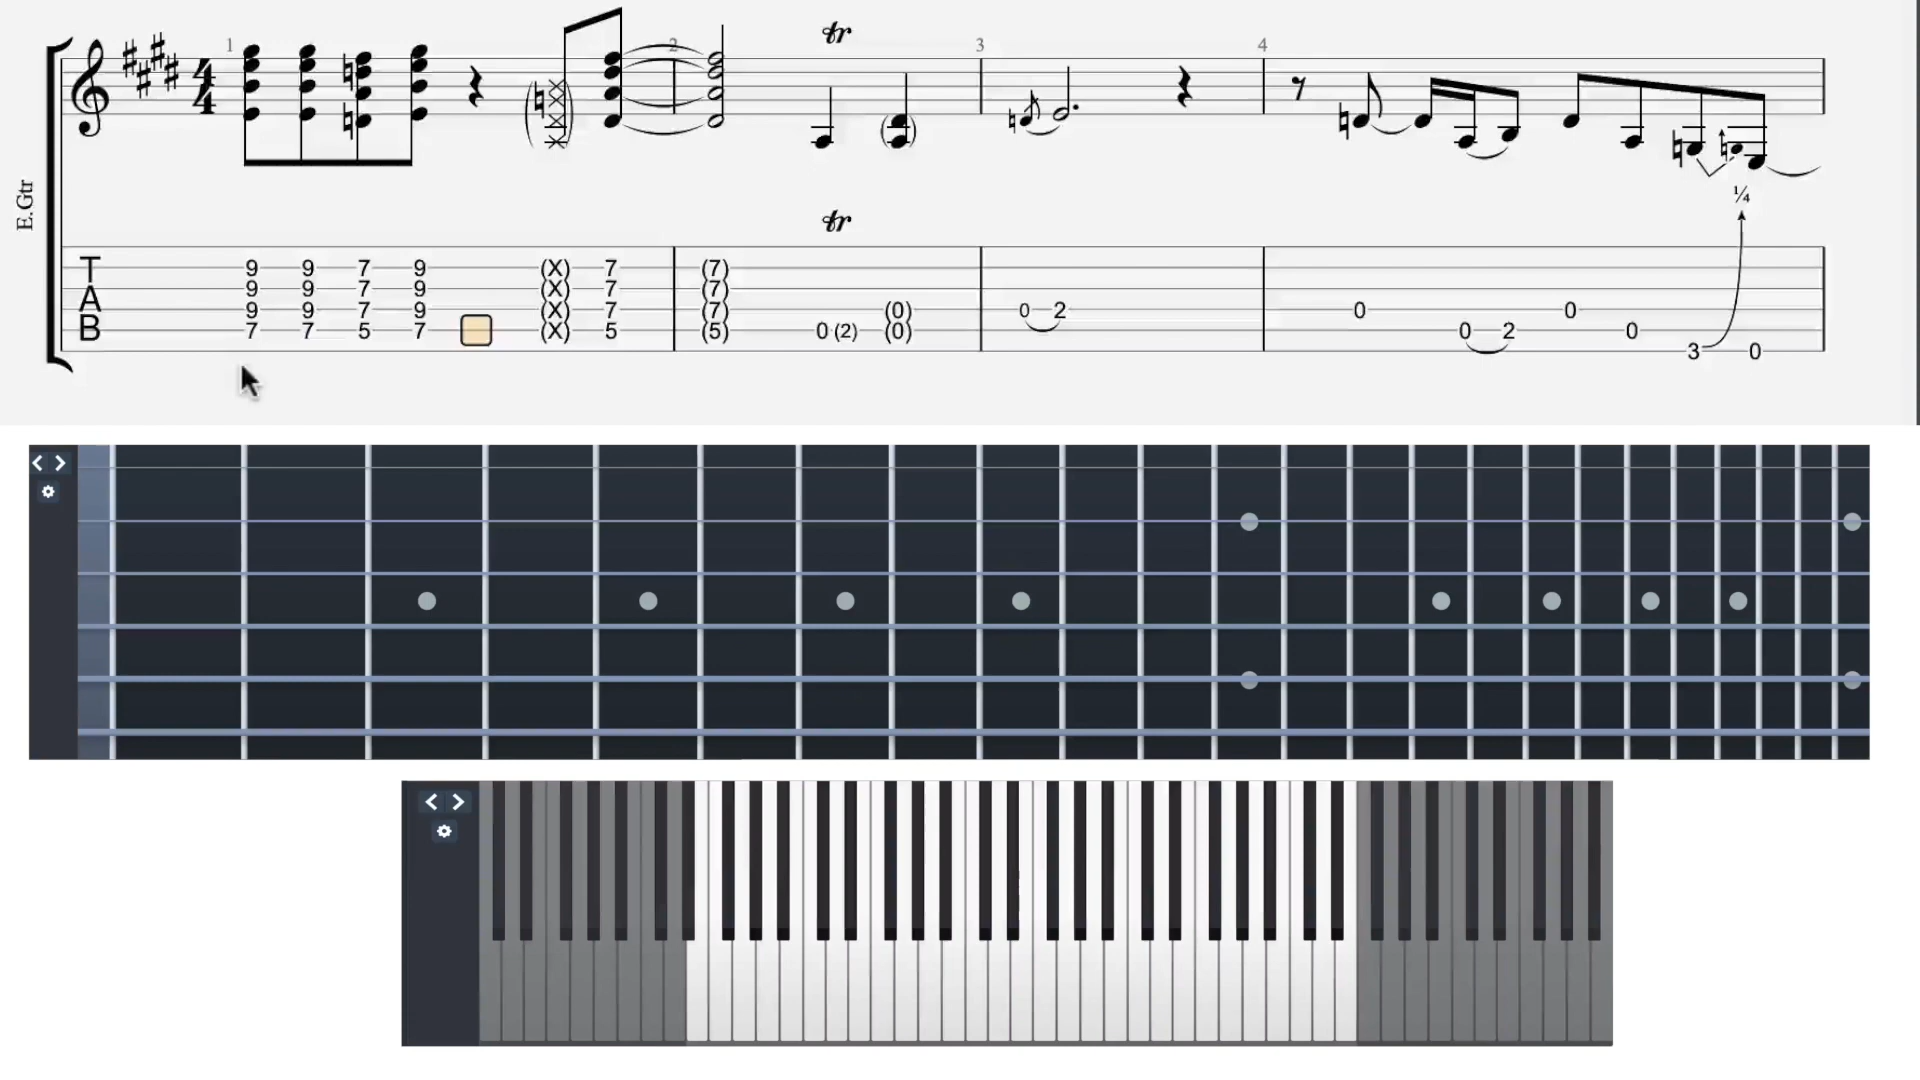 1 2 3 4
4
4
tr
E.Gtr
tr
¼
T
A
B
9 9 7 9 (X) 7 (7)
9 9 7 9 (X) 7 (7)
9 9 7 9 (X) 7 (7) (0) 0 2 0 0
7 7 5 7 (X) 5 (5) 0 (2) (0) 0 2 0
3 0